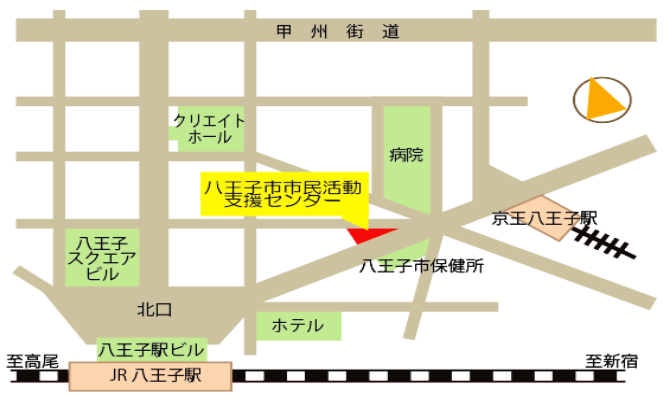 甲州街道
クリエイト
ホール
病院
八王子市市民活動
支援センター
京王八王子駅
八王子
スクエア
ビル
八王子市保健所
北口
ホテル
八王子駅ビル
至高尾
至新宿
JR 八王子駅